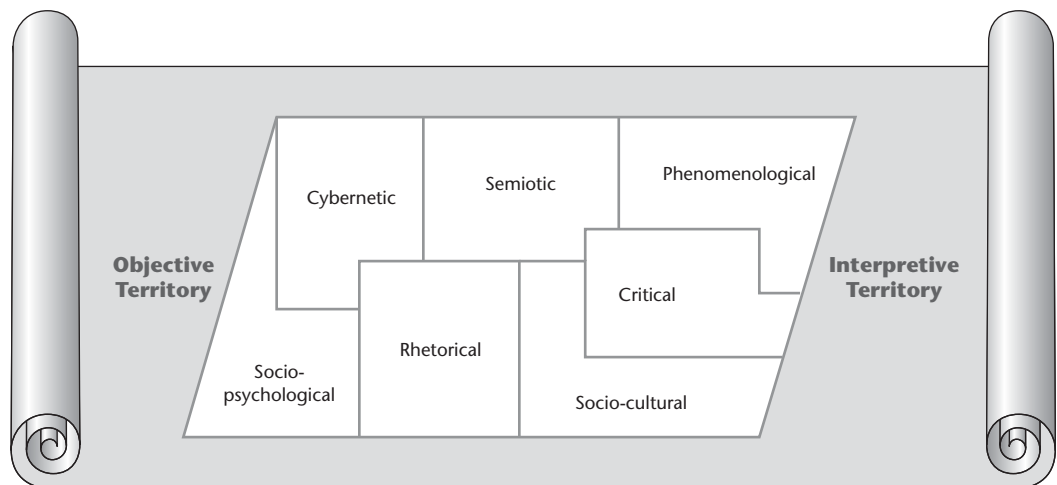 Cybernetic
Semiotic
Phenomenological
Objective
Territory
Interpretive
Territory
Critical
Rhetorical
Socio-
psychological
Socio-cultural